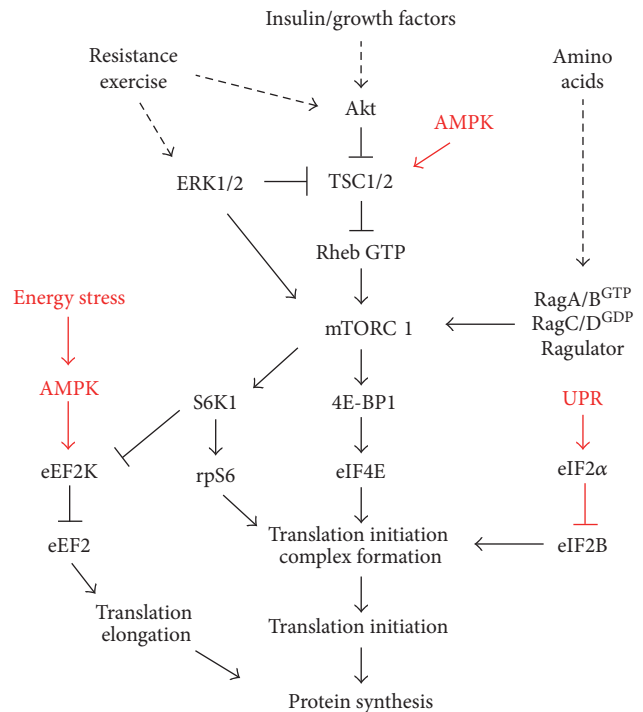 Insulin/growth factors
Resistance
exercise
Amino
acids
Akt
AMPK
ERK1/2
TSC1/2
Rheb GTP
Energy stress
RagA/B^GTP
RagC/D^GDP
Ragulator
mTORC 1
AMPK
S6K1
4E-BP1
UPR
eEF2K
rpS6
eIF4E
eIF2α
eEF2
Translation initiation
complex formation
eIF2B
Translation
elongation
Translation initiation
Protein synthesis